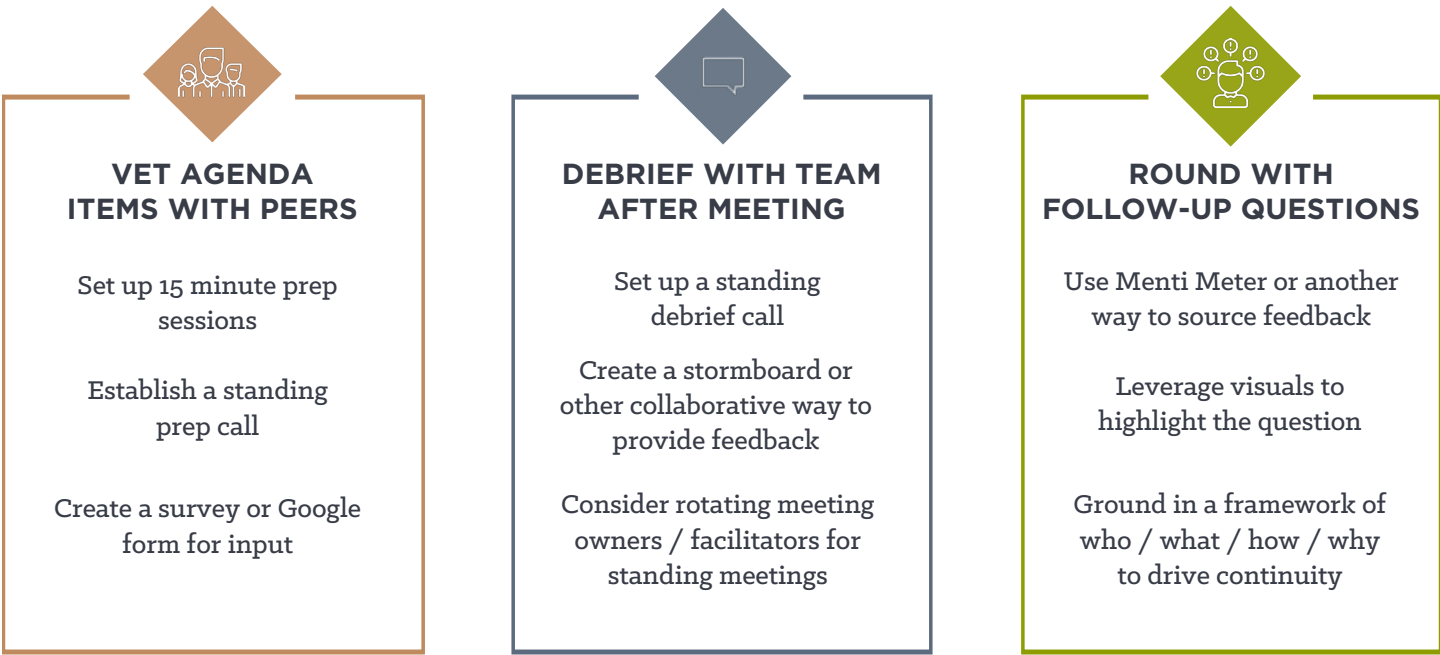 VET AGENDA
ITEMS WITH PEERS
Set up 15 minute prep
sessions
Establish a standing
prep call
Create a survey or Google
form for input
DEBRIEF WITH TEAM
AFTER MEETING
Set up a standing
debrief call
Create a stormboard or
other collaborative way to
provide feedback
Consider rotating meeting
owners / facilitators for
standing meetings
ROUND WITH
FOLLOW-UP QUESTIONS
Use Menti Meter or another
way to source feedback
Leverage visuals to
highlight the question
Ground in a framework of
who / what / how / why
to drive continuity